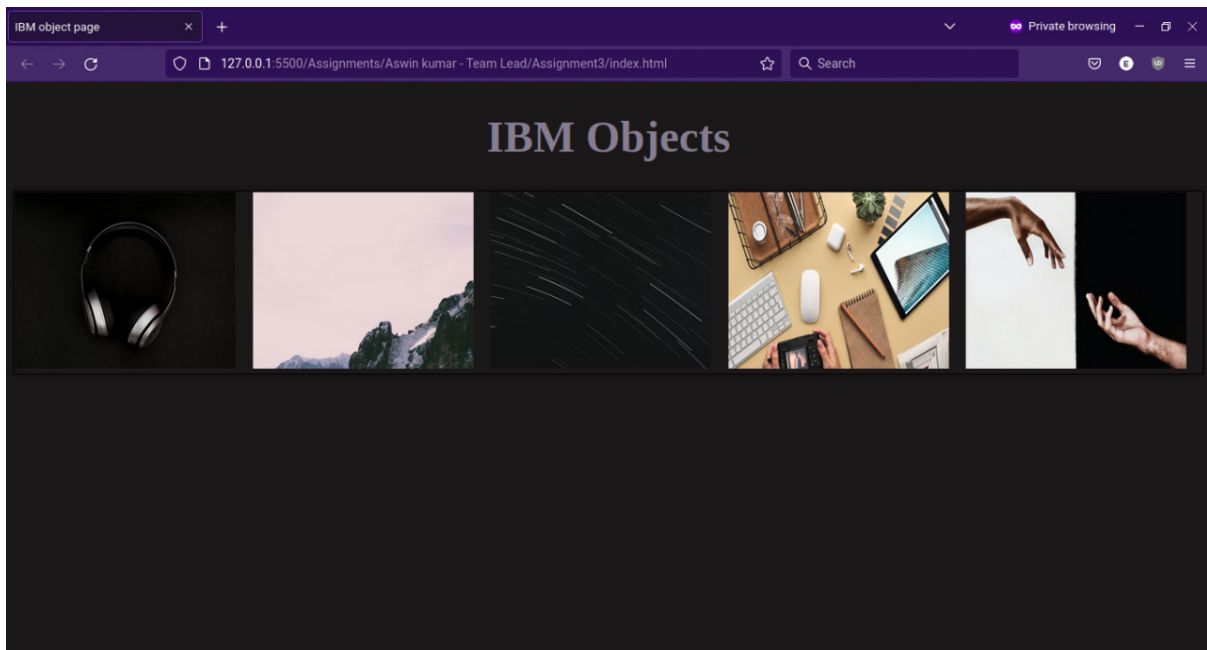 IBM object page
Private browsing
127.0.0.1:5500/Assignments/Aswin kumar - Team Lead/Assignment3/index.html
Search
E
IBM Objects